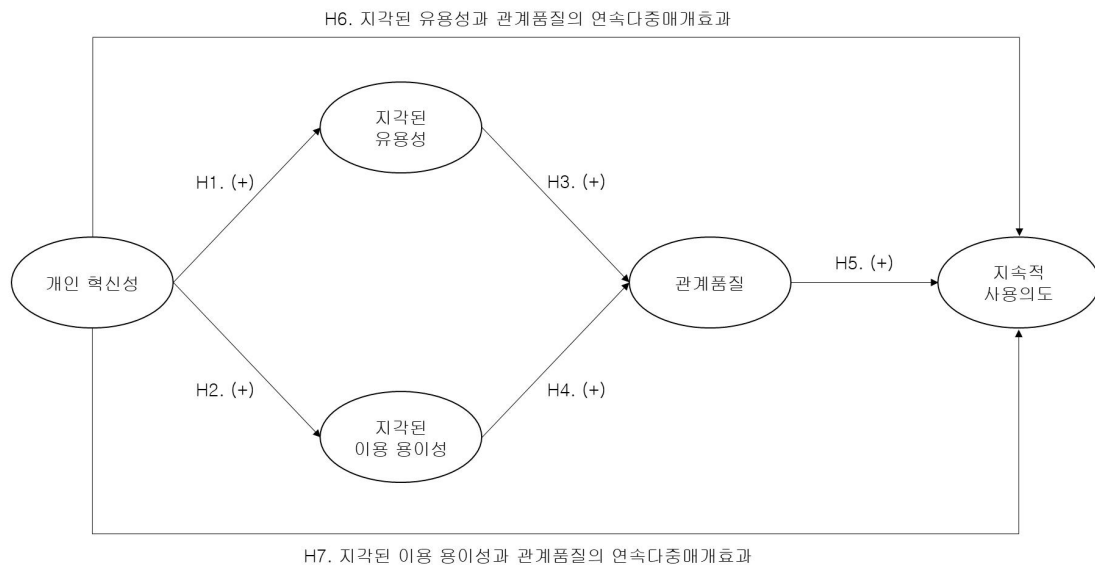 H6. 지각된 유용성과 관계품질의 연속다중매개효과
지각된
유용성
H1. (+)
H3. (+)
개인 혁신성
관계품질
H5. (+)
지속적
사용의도
H2. (+)
H4. (+)
지각된
이용 용이성
H7. 지각된 이용 용이성과 관계품질의 연속다중매개효과